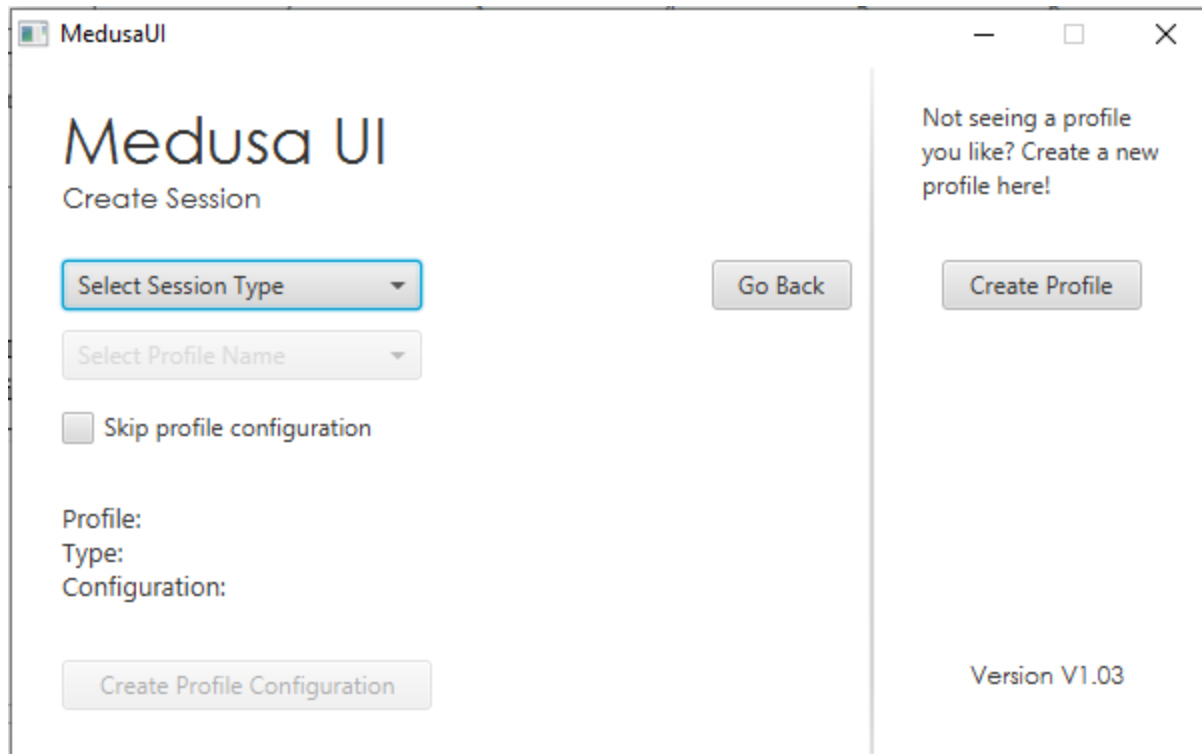 MedusaUI
Medusa UI
Create Session
Select Session Type
Go Back
Select Profile Name
Skip profile configuration
Profile:
Type:
Configuration:
Create Profile Configuration
Not seeing a profile
you like? Create a new
profile here!
Create Profile
Version V1.03